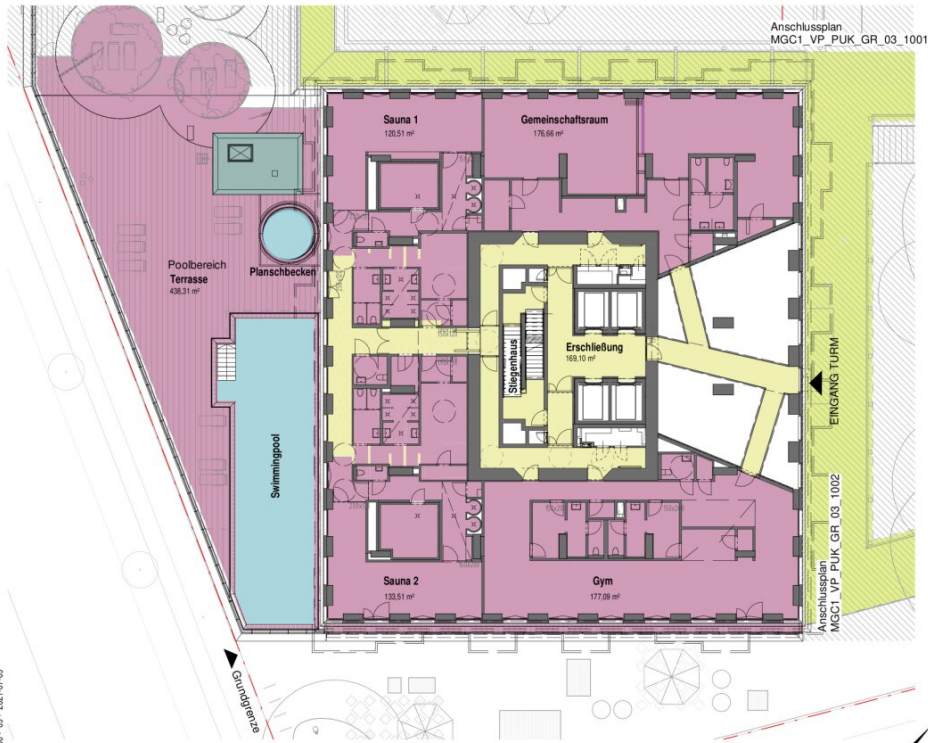 Anschlussplan
MGC1_VP_PUK_GR_03_1001
Sauna 1
120,51 m²
Gemeinschaftsraum
176,66 m²
Poolbereich
Terrasse
438,31 m²
Planschbecken
Stiegenhaus
Erschließung
169,10 m²
EINGANG TURM
Swimmingpool
Sauna 2
133,51 m²
Gym
177,09 m²
Anschlussplan
MGC1_VP_PUK_GR_03_1002
Grundgrenze